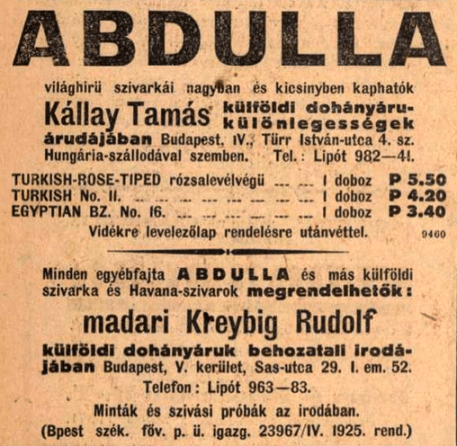 ABDULLA
világhirü szivarkái nagyban és kicsinyben kaphatók
Kállay Tamás külföldi dohányáru-
különlegességek
árudájában Budapest, IV., Türr István-utca 4. sz.
Hungária-szállodával szemben. Tel.: Lipót 982—41.
TURKISH-ROSE-TIPED rózsalevélvégü ... ... 1 doboz P 5.50
TURKISH No. 11. ... ... ... ... ... ... 1 doboz P 4.20
EGYPTIAN BZ. No. 16. ... ... ... ... 1 doboz P 3.40
Vidékre levelezőlap rendelésre utánvéttel. 9460
Minden egyébfajta ABDULLA és más külföldi
szivarka és Havana-szivarok megrendelhetők:
madari Kreybig Rudolf
külföldi dohányáruk behozatali irodá-
jában Budapest, V. kerület, Sas-utca 29. I. em. 52.
Telefon: Lipót 963—83.
Minták és szivási próbák az irodában.
(Bpest szék. főv. p. ü. igazg. 23967/IV. 1925. rend.)